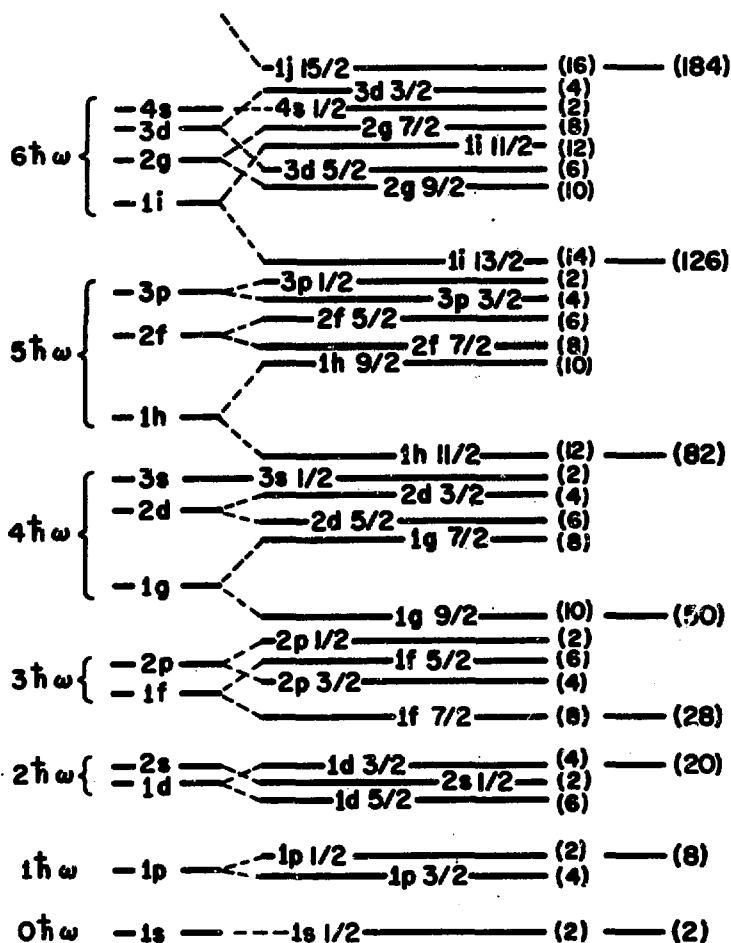 1j 15/2 (16) (184)
3d 3/2 (4)
4s 4s 1/2 (2)
3d 2g 7/2 (8)
1i 11/2 (12)
6ħω 2g 3d 5/2 (6)
2g 9/2 (10)
1i
1i 13/2 (14) (126)
3p 3p 1/2 (2)
3p 3/2 (4)
2f 5/2 (6)
5ħω 2f 2f 7/2 (8)
1h 9/2 (10)
1h
1h 11/2 (12) (82)
3s 3s 1/2 (2)
2d 3/2 (4)
2d 2d 5/2 (6)
4ħω 1g 7/2 (8)
1g
1g 9/2 (10) (50)
2p 1/2 (2)
2p 1f 5/2 (6)
3ħω 2p 3/2 (4)
1f
1f 7/2 (8) (28)
2s 1d 3/2 (4) (20)
2ħω 2s 1/2 (2)
1d 1d 5/2 (6)
1p 1/2 (2) (8)
1ħω 1p 1p 3/2 (4)
0ħω 1s 1s 1/2 (2) (2)